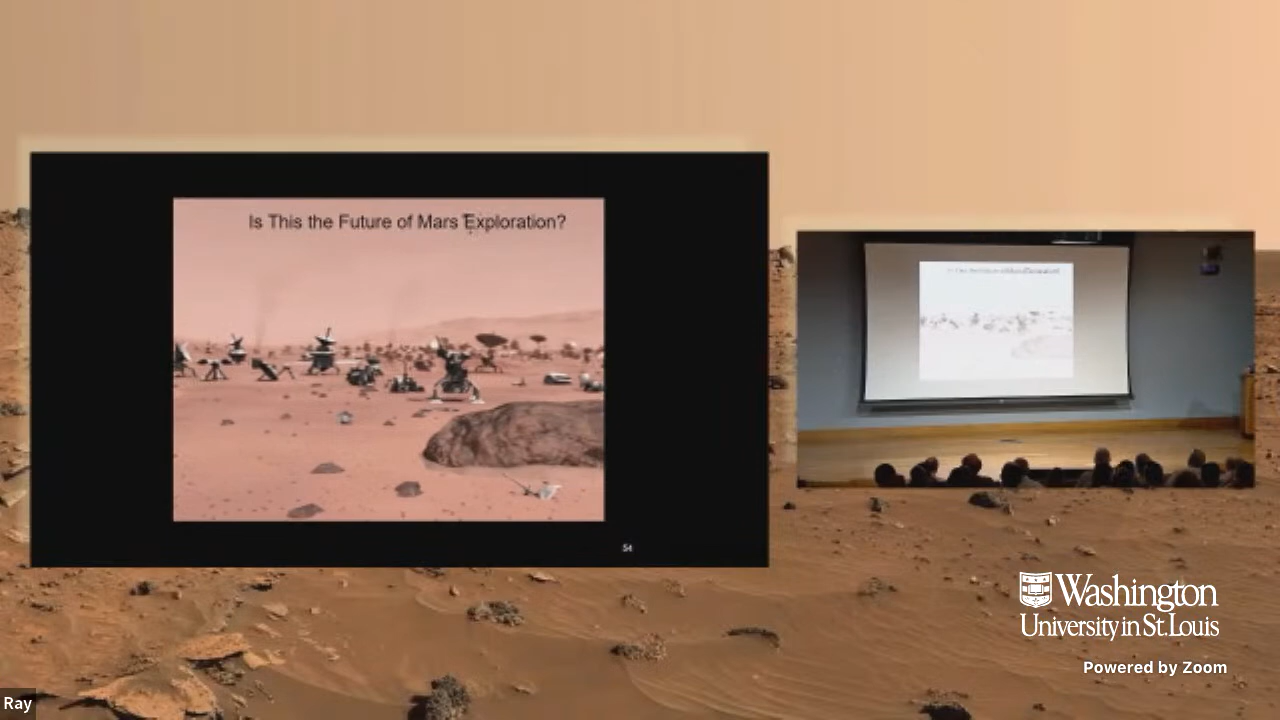 Is This the Future of Mars Exploration?
54
Washington
University in St. Louis
Powered by Zoom
Ray